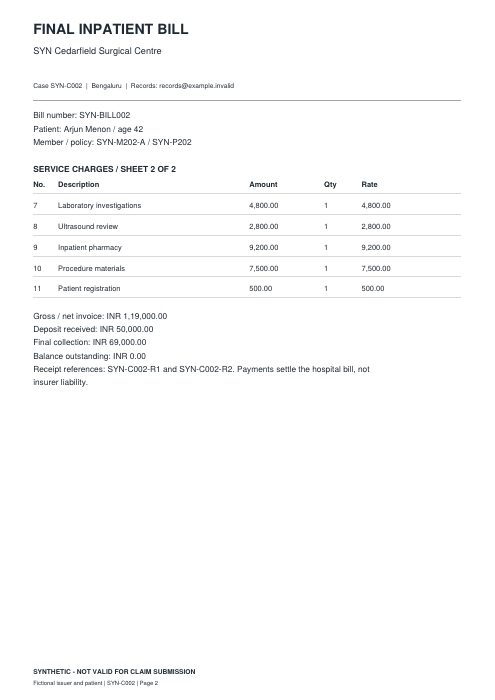 FINAL INPATIENT BILL
SYN Cedarfield Surgical Centre
Case SYN-C002 | Bengaluru | Records: records@example.invalid
Bill number: SYN-BILL002
Patient: Arjun Menon / age 42
Member / policy: SYN-M202-A / SYN-P202
SERVICE CHARGES / SHEET 2 OF 2
No. Description Amount Qty Rate
7 Laboratory investigations 4,800.00 1 4,800.00
8 Ultrasound review 2,800.00 1 2,800.00
9 Inpatient pharmacy 9,200.00 1 9,200.00
10 Procedure materials 7,500.00 1 7,500.00
11 Patient registration 500.00 1 500.00
Gross / net invoice: INR 1,19,000.00
Deposit received: INR 50,000.00
Final collection: INR 69,000.00
Balance outstanding: INR 0.00
Receipt references: SYN-C002-R1 and SYN-C002-R2. Payments settle the hospital bill, not
insurer liability.
SYNTHETIC - NOT VALID FOR CLAIM SUBMISSION
Fictional issuer and patient | SYN-C002 | Page 2